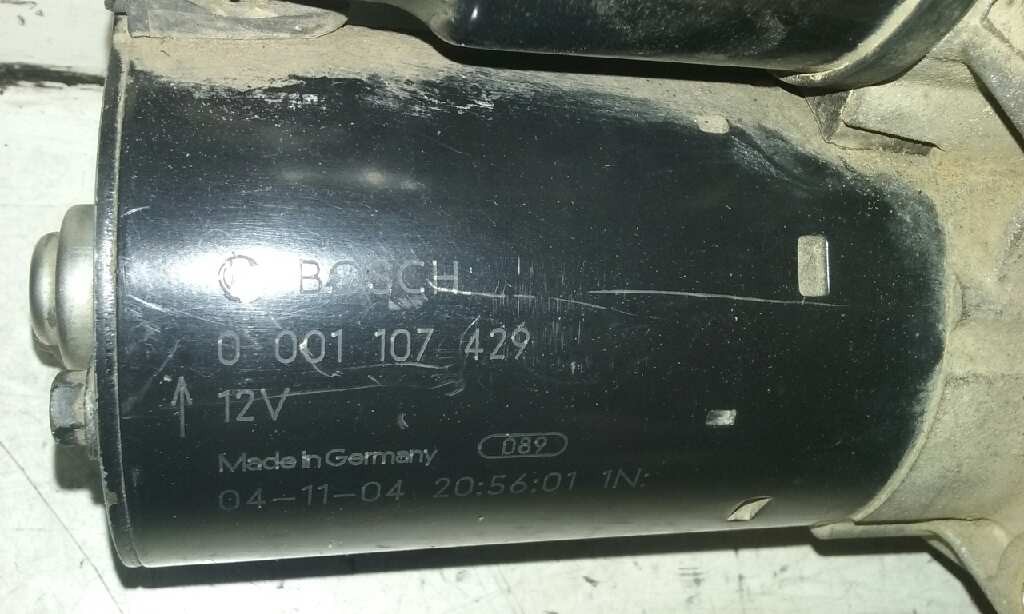 BOSCH
0 001 107 429
12V
Made in Germany 089
04-11-04 20:56:01 1N: